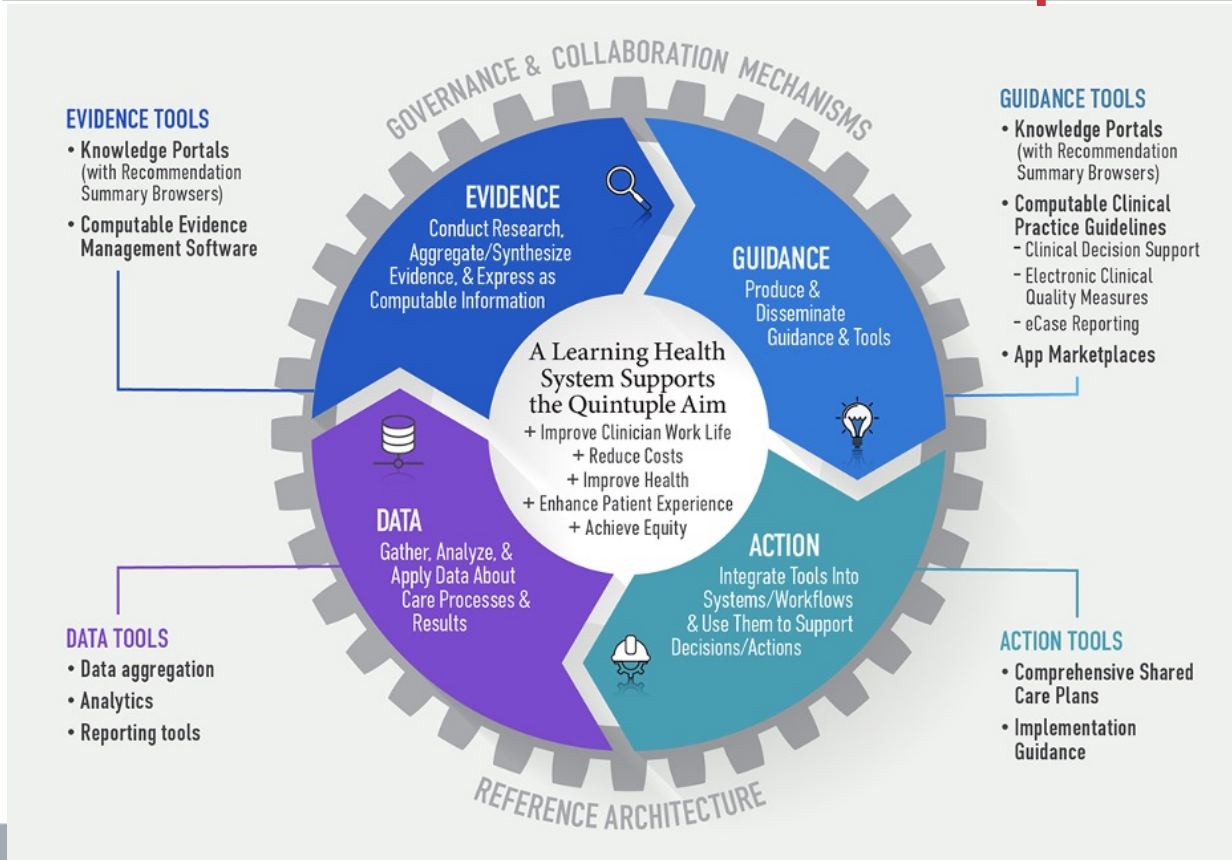 GOVERNANCE & COLLABORATION MECHANISMS
EVIDENCE TOOLS
• Knowledge Portals
(with Recommendation
Summary Browsers)
• Computable Evidence
Management Software
GUIDANCE TOOLS
• Knowledge Portals
(with Recommendation
Summary Browsers)
• Computable Clinical
Practice Guidelines
- Clinical Decision Support
- Electronic Clinical
Quality Measures
- eCase Reporting
• App Marketplaces
EVIDENCE
Conduct Research,
Aggregate/Synthesize
Evidence, & Express as
Computable Information
GUIDANCE
Produce &
Disseminate
Guidance & Tools
A Learning Health
System Supports
the Quintuple Aim
+ Improve Clinician Work Life
+ Reduce Costs
+ Improve Health
+ Enhance Patient Experience
+ Achieve Equity
DATA
Gather, Analyze, &
Apply Data About
Care Processes &
Results
ACTION
Integrate Tools Into
Systems/Workflows
& Use Them to Support
Decisions/Actions
DATA TOOLS
• Data aggregation
• Analytics
• Reporting tools
ACTION TOOLS
• Comprehensive Shared
Care Plans
• Implementation
Guidance
REFERENCE ARCHITECTURE